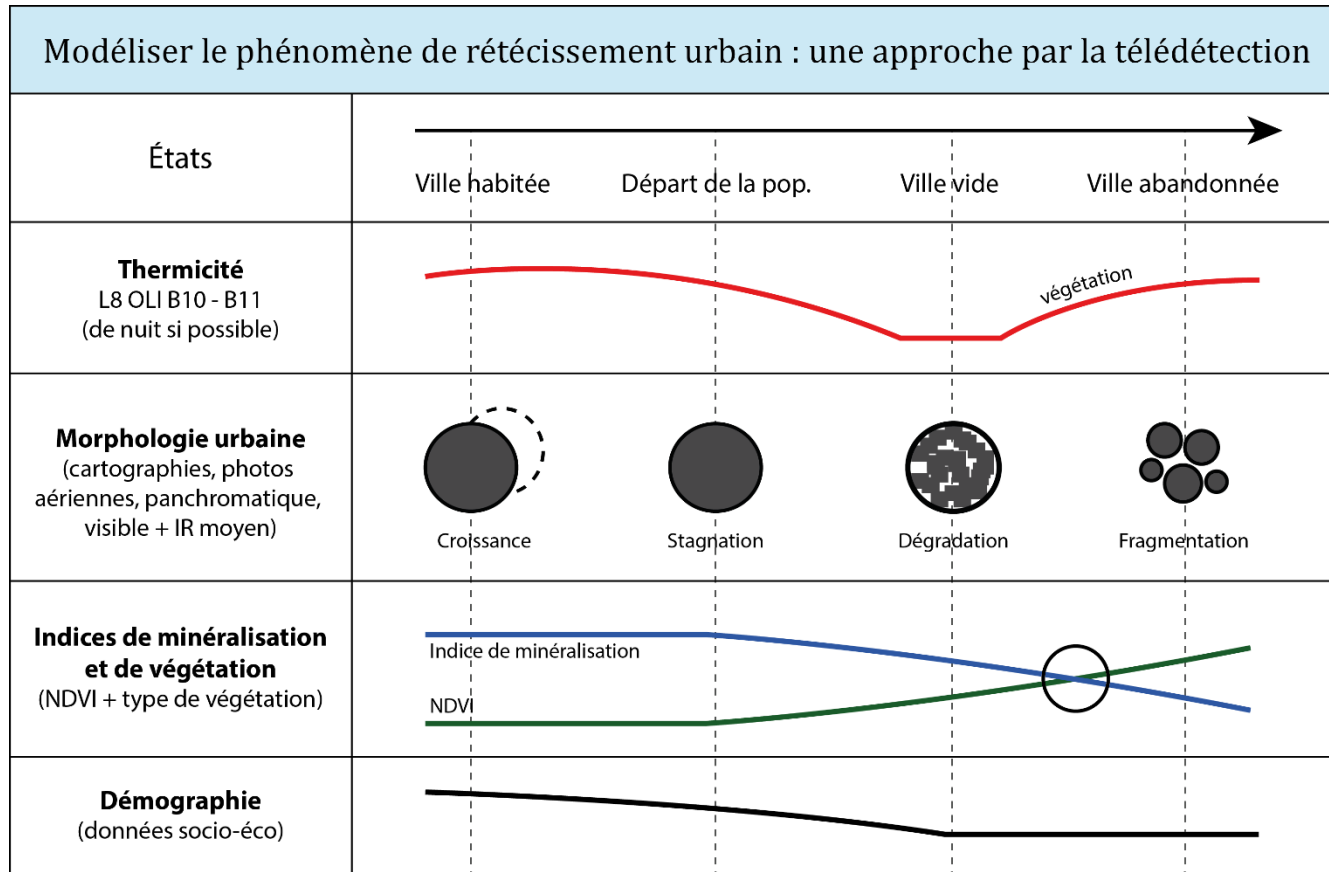 Modéliser le phénomène de rétécissement urbain : une approche par la télédétection
États
Ville habitée
Départ de la pop.
Ville vide
Ville abandonnée
Thermicité
L8 OLI B10 - B11
(de nuit si possible)
végétation
Morphologie urbaine
(cartographies, photos
aériennes, panchromatique,
visible + IR moyen)
Croissance
Stagnation
Dégradation
Fragmentation
Indices de minéralisation
et de végétation
(NDVI + type de végétation)
Indice de minéralisation
NDVI
Démographie
(données socio-éco)